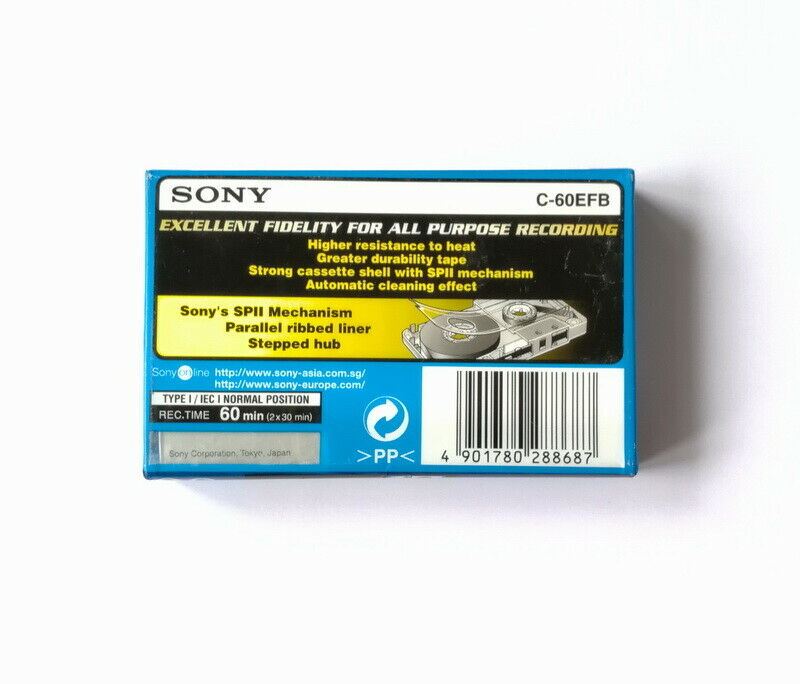 SONY C-60EFB
EXCELLENT FIDELITY FOR ALL PURPOSE RECORDING
Higher resistance to heat
Greater durability tape
Strong cassette shell with SPII mechanism
Automatic cleaning effect
Sony's SPII Mechanism
Parallel ribbed liner
Stepped hub
Sony online http://www.sony-asia.com.sg/
http://www.sony-europe.com/
TYPE I / IEC I NORMAL POSITION
REC.TIME 60 min (2x30 min)
Sony Corporation, Tokyo, Japan
>PP<
4 901780 288687